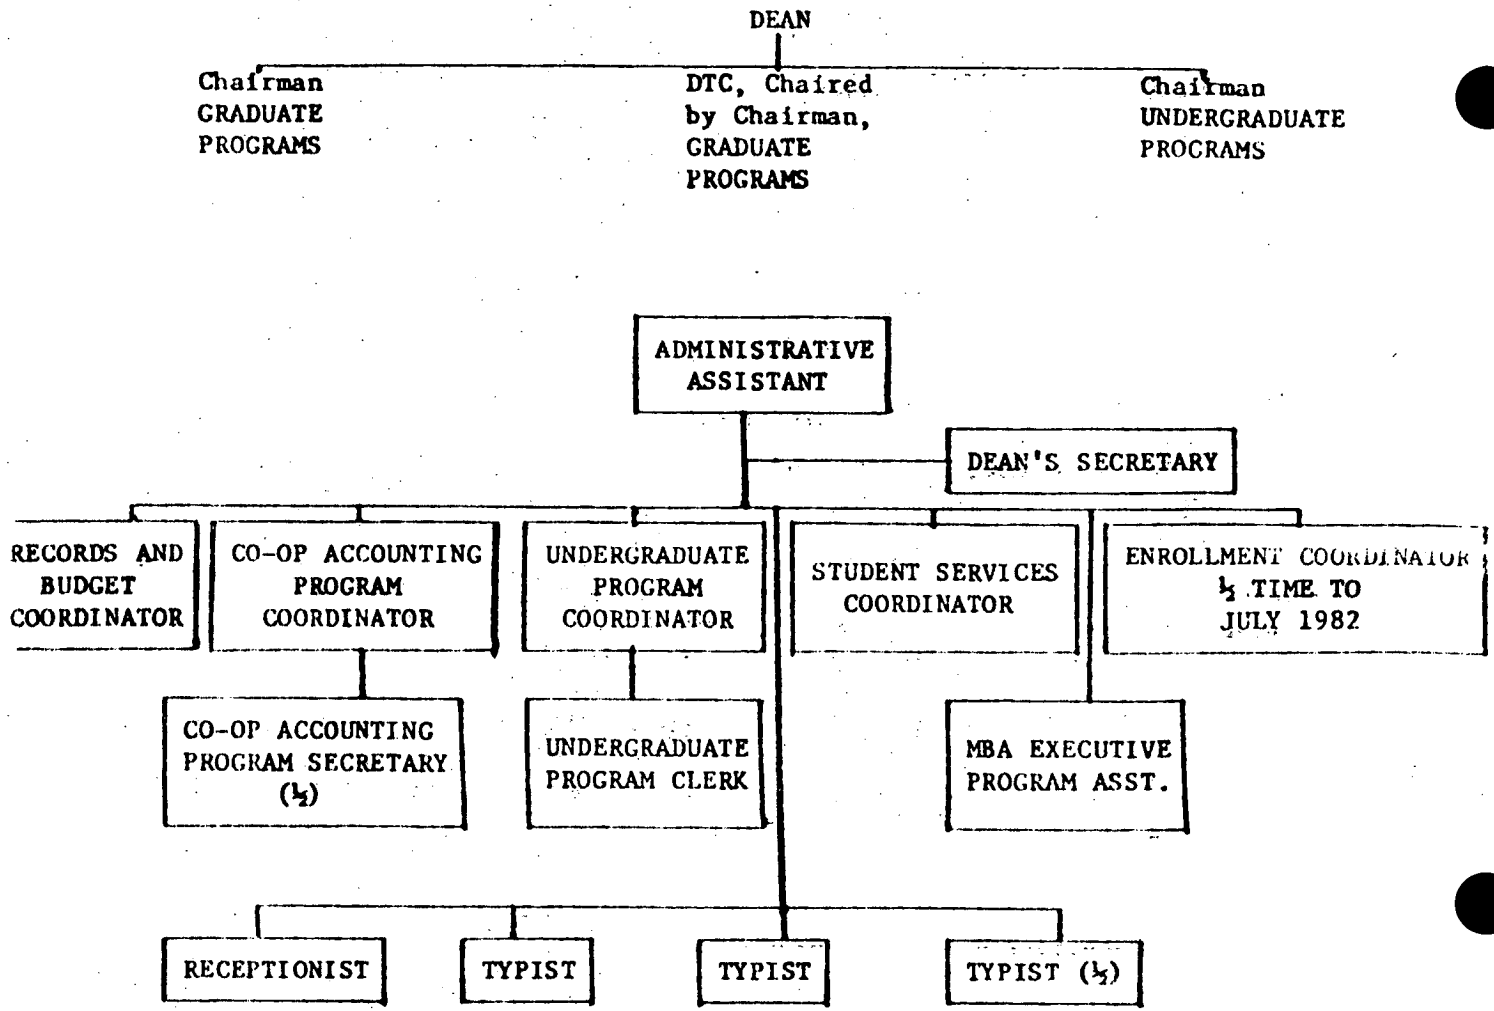 DEAN
Chairman
GRADUATE
PROGRAMS
DTC, Chaired
by Chairman,
GRADUATE
PROGRAMS
Chairman
UNDERGRADUATE
PROGRAMS
ADMINISTRATIVE
ASSISTANT
DEAN'S SECRETARY
RECORDS AND
BUDGET
COORDINATOR
CO-OP ACCOUNTING
PROGRAM
COORDINATOR
UNDERGRADUATE
PROGRAM
COORDINATOR
STUDENT SERVICES
COORDINATOR
ENROLLMENT COORDINATOR
½ TIME TO
JULY 1982
CO-OP ACCOUNTING
PROGRAM SECRETARY
(½)
UNDERGRADUATE
PROGRAM CLERK
MBA EXECUTIVE
PROGRAM ASST.
RECEPTIONIST
TYPIST
TYPIST
TYPIST (½)